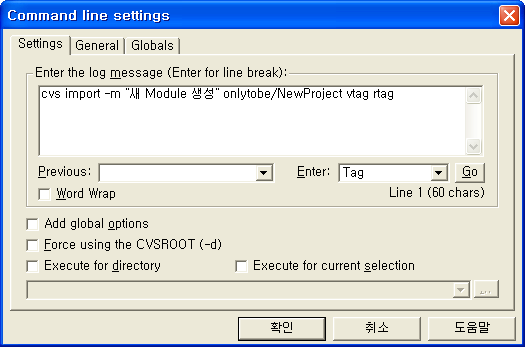 Command line settings
Settings General Globals
Enter the log message (Enter for line break):
cvs import -m "새 Module 생성" onlytobe/NewProject vtag rtag
Previous: Enter: Tag Go
Word Wrap Line 1 (60 chars)
Add global options
Force using the CVSROOT (-d)
Execute for directory Execute for current selection
...
확인 취소 도움말